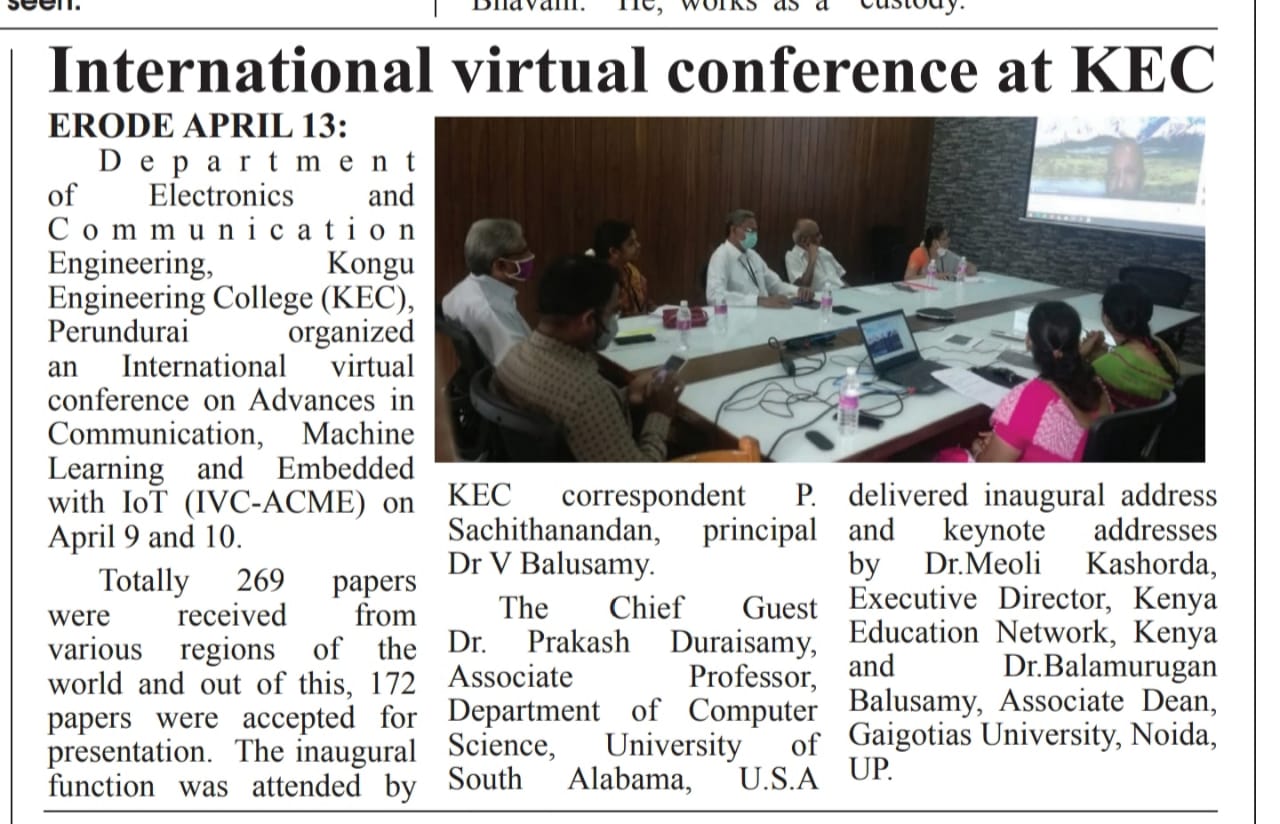 seen.
Bhavani. He, works as a
custody.
International virtual conference at KEC
ERODE APRIL 13:
Department
of Electronics and
Communication
Engineering, Kongu
Engineering College (KEC),
Perundurai organized
an International virtual
conference on Advances in
Communication, Machine
Learning and Embedded
with IoT (IVC-ACME) on
April 9 and 10.
Totally 269 papers
were received from
various regions of the
world and out of this, 172
papers were accepted for
presentation. The inaugural
function was attended by
KEC correspondent P.
Sachithanandan, principal
Dr V Balusamy.
The Chief Guest
Dr. Prakash Duraisamy,
Associate Professor,
Department of Computer
Science, University of
South Alabama, U.S.A
delivered inaugural address
and keynote addresses
by Dr.Meoli Kashorda,
Executive Director, Kenya
Education Network, Kenya
and Dr.Balamurugan
Balusamy, Associate Dean,
Gaigotias University, Noida,
UP.